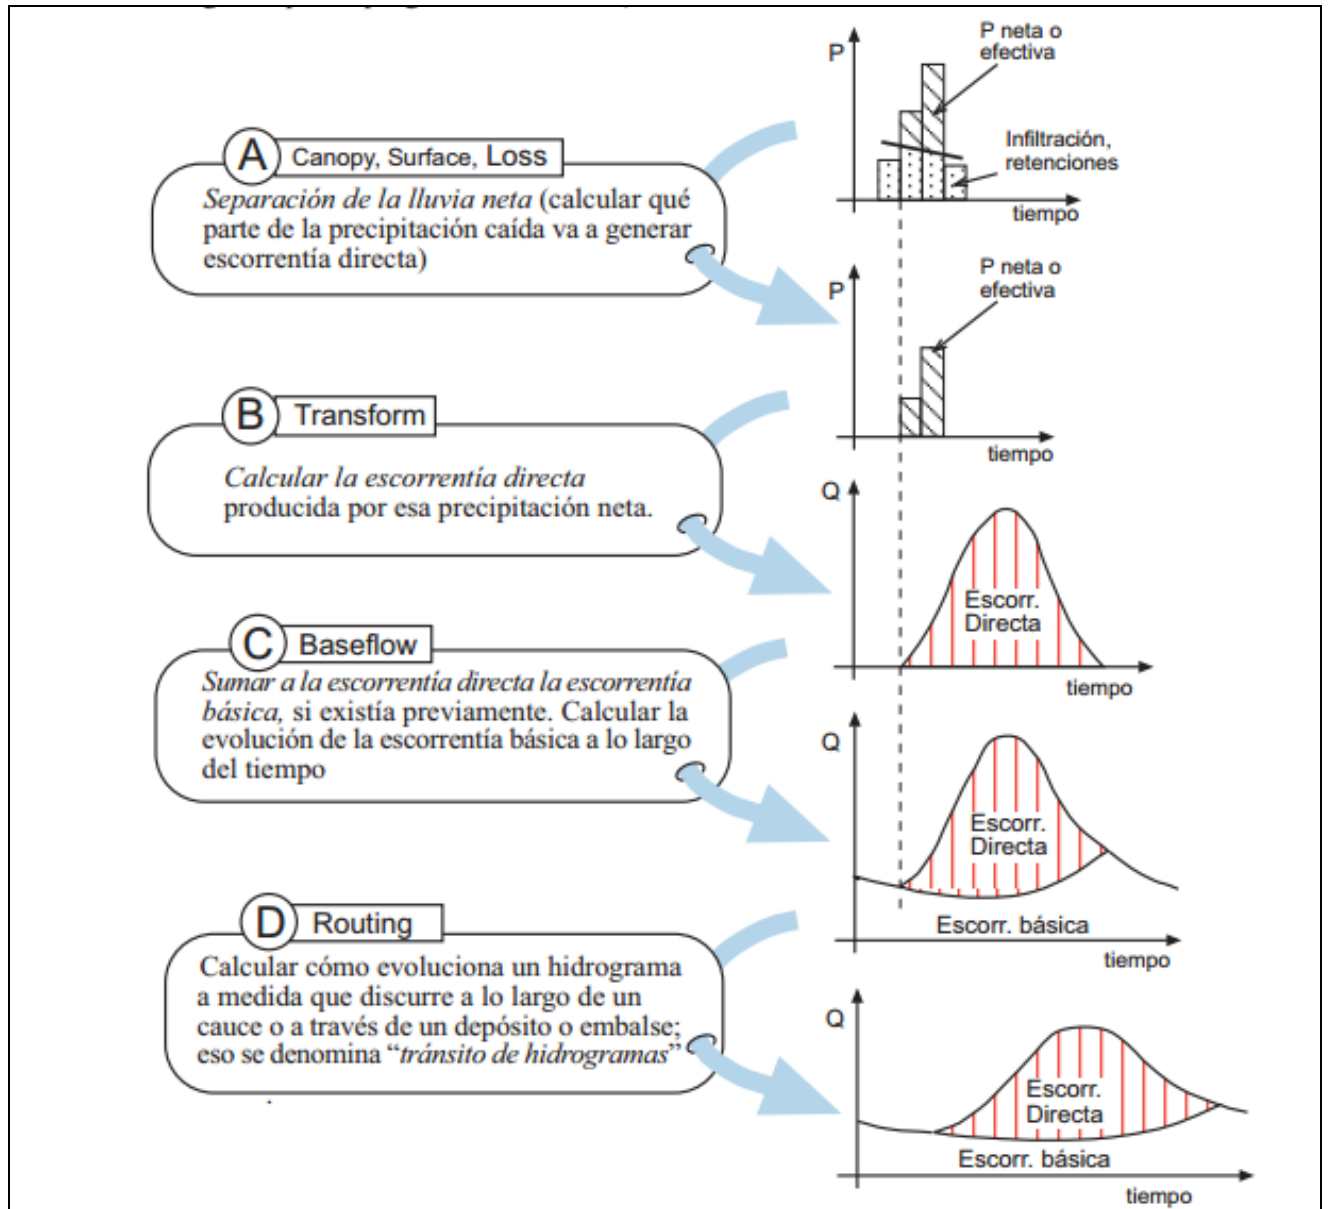 P
P neta o
efectiva
Infiltración,
retenciones
tiempo
A
Canopy, Surface, Loss
Separación de la lluvia neta (calcular qué
parte de la precipitación caída va a generar
escorrentía directa)
P
P neta o
efectiva
tiempo
B
Transform
Calcular la escorrentía directa
producida por esa precipitación neta.
Q
Escorr.
Directa
tiempo
C
Baseflow
Sumar a la escorrentía directa la escorrentía
básica, si existía previamente. Calcular la
evolución de la escorrentía básica a lo largo
del tiempo
Q
Escorr.
Directa
Escorr. básica
tiempo
D
Routing
Calcular cómo evoluciona un hidrograma
a medida que discurre a lo largo de un
cauce o a través de un depósito o embalse;
eso se denomina “tránsito de hidrogramas”
.
Q
Escorr.
Directa
Escorr. básica
tiempo